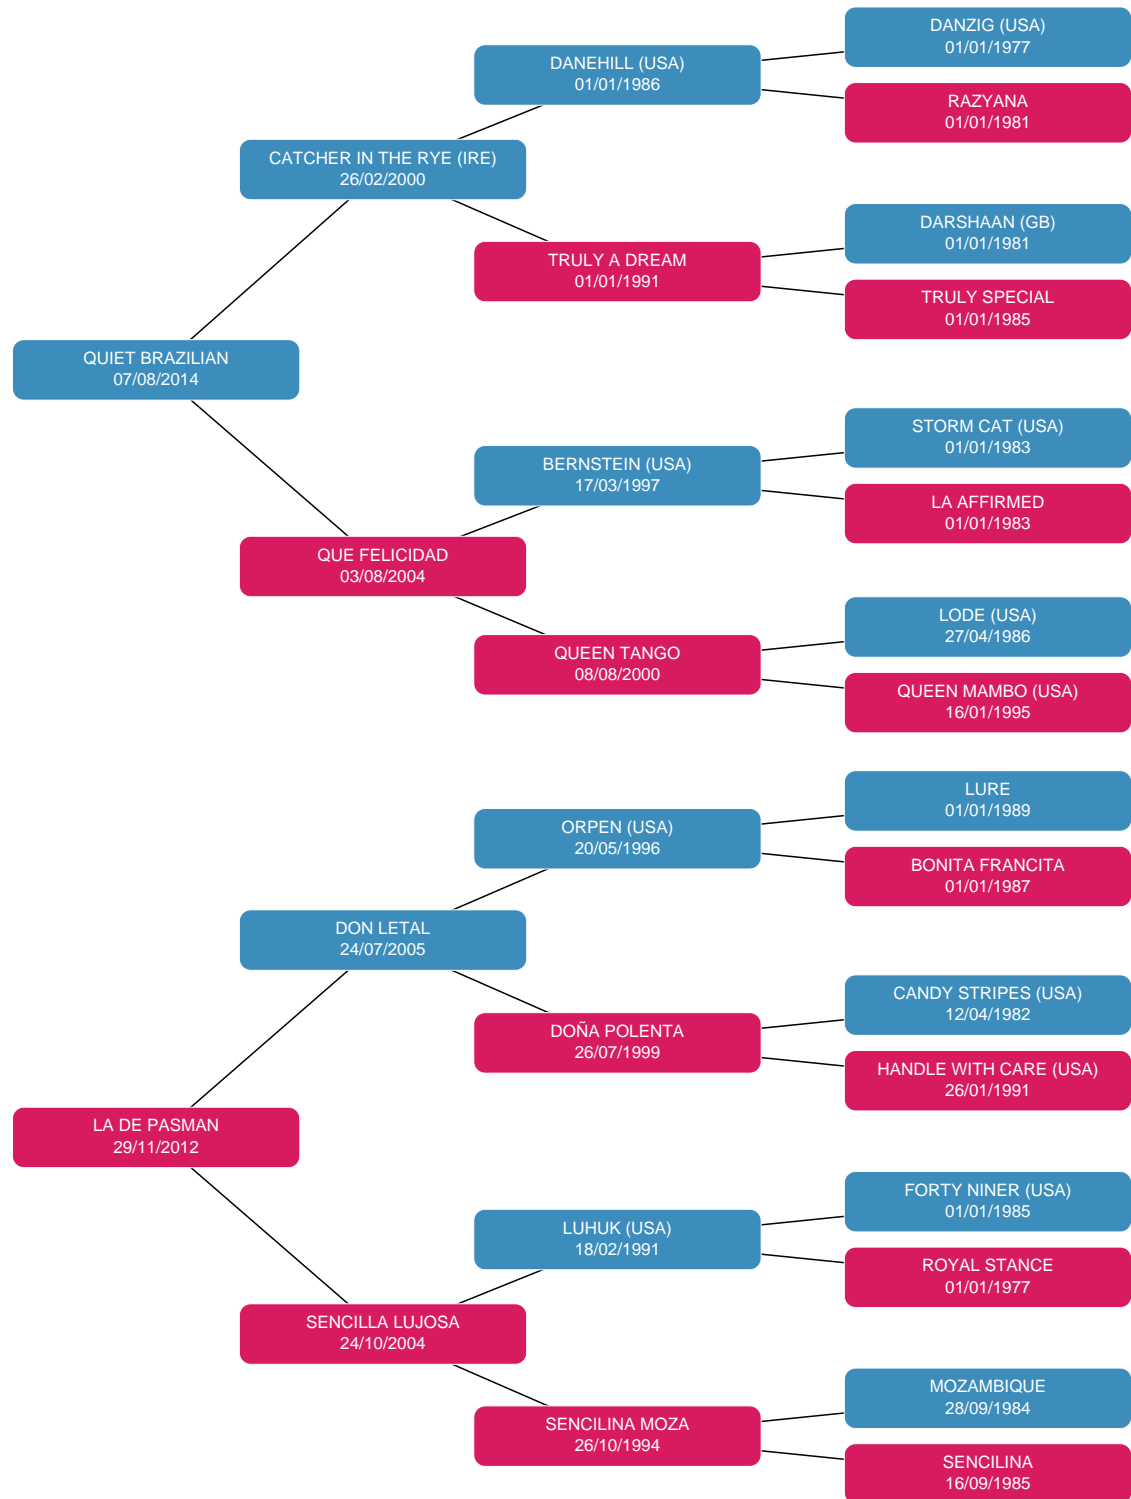 DANZIG (USA)
01/01/1977
DANEHILL (USA)
01/01/1986
RAZYANA
01/01/1981
CATCHER IN THE RYE (IRE)
26/02/2000
DARSHAAN (GB)
01/01/1981
TRULY A DREAM
01/01/1991
TRULY SPECIAL
01/01/1985
QUIET BRAZILIAN
07/08/2014
STORM CAT (USA)
01/01/1983
BERNSTEIN (USA)
17/03/1997
LA AFFIRMED
01/01/1983
QUE FELICIDAD
03/08/2004
LODE (USA)
27/04/1986
QUEEN TANGO
08/08/2000
QUEEN MAMBO (USA)
16/01/1995
LURE
01/01/1989
ORPEN (USA)
20/05/1996
BONITA FRANCITA
01/01/1987
DON LETAL
24/07/2005
CANDY STRIPES (USA)
12/04/1982
DOÑA POLENTA
26/07/1999
HANDLE WITH CARE (USA)
26/01/1991
LA DE PASMAN
29/11/2012
FORTY NINER (USA)
01/01/1985
LUHUK (USA)
18/02/1991
ROYAL STANCE
01/01/1977
SENCILLA LUJOSA
24/10/2004
MOZAMBIQUE
28/09/1984
SENCILINA MOZA
26/10/1994
SENCILINA
16/09/1985